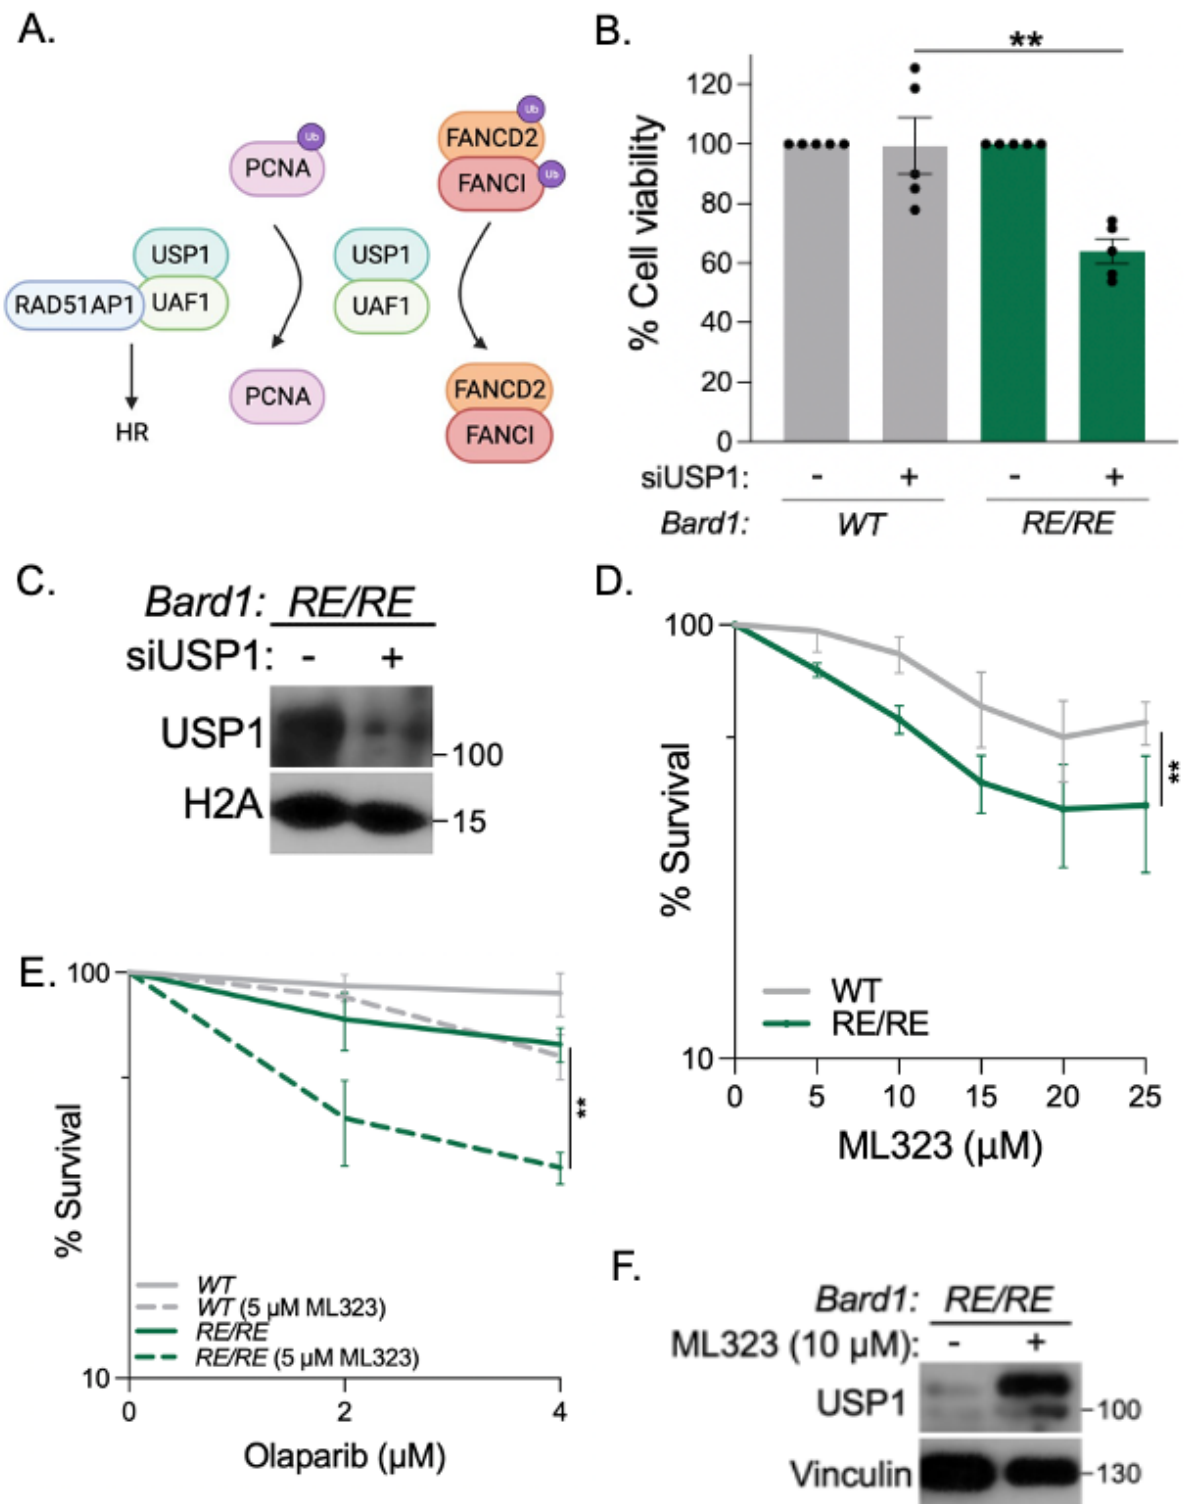 A.
Ub
PCNA
Ub
FANCD2
FANCI
Ub
USP1
UAF1
RAD51AP1
HR
PCNA
USP1
UAF1
FANCD2
FANCI
B.
**
% Cell viability
120
100
80
60
40
20
0
siUSP1: - + - +
Bard1: WT RE/RE
C.
Bard1: RE/RE
siUSP1: - +
USP1
100
H2A
15
D.
100
% Survival
**
WT
RE/RE
10
0 5 10 15 20 25
ML323 (µM)
E.
100
% Survival
**
WT
WT (5 µM ML323)
RE/RE
RE/RE (5 µM ML323)
10
0 2 4
Olaparib (µM)
F.
Bard1: RE/RE
ML323 (10 µM): - +
USP1
100
Vinculin
130